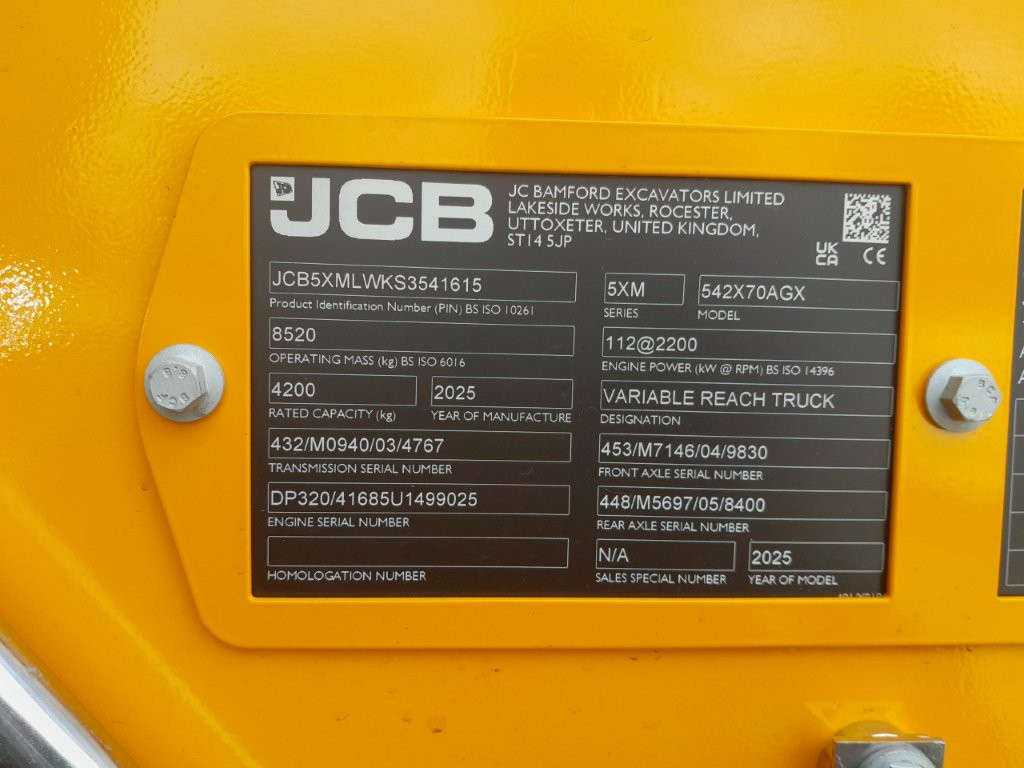 JCB
JC BAMFORD EXCAVATORS LIMITED
LAKESIDE WORKS, ROCESTER,
UTTOXETER, UNITED KINGDOM,
ST14 5JP
UK
CA
CE
JCB5XMLWKS3541615
Product Identification Number (PIN) BS ISO 10261
5XM
SERIES
542X70AGX
MODEL
8520
OPERATING MASS (kg) BS ISO 6016
112@2200
ENGINE POWER (kW @ RPM) BS ISO 14396
4200
RATED CAPACITY (kg)
2025
YEAR OF MANUFACTURE
VARIABLE REACH TRUCK
DESIGNATION
432/M0940/03/4767
TRANSMISSION SERIAL NUMBER
453/M7146/04/9830
FRONT AXLE SERIAL NUMBER
DP320/41685U1499025
ENGINE SERIAL NUMBER
448/M5697/05/8400
REAR AXLE SERIAL NUMBER
HOMOLOGATION NUMBER
N/A
SALES SPECIAL NUMBER
2025
YEAR OF MODEL